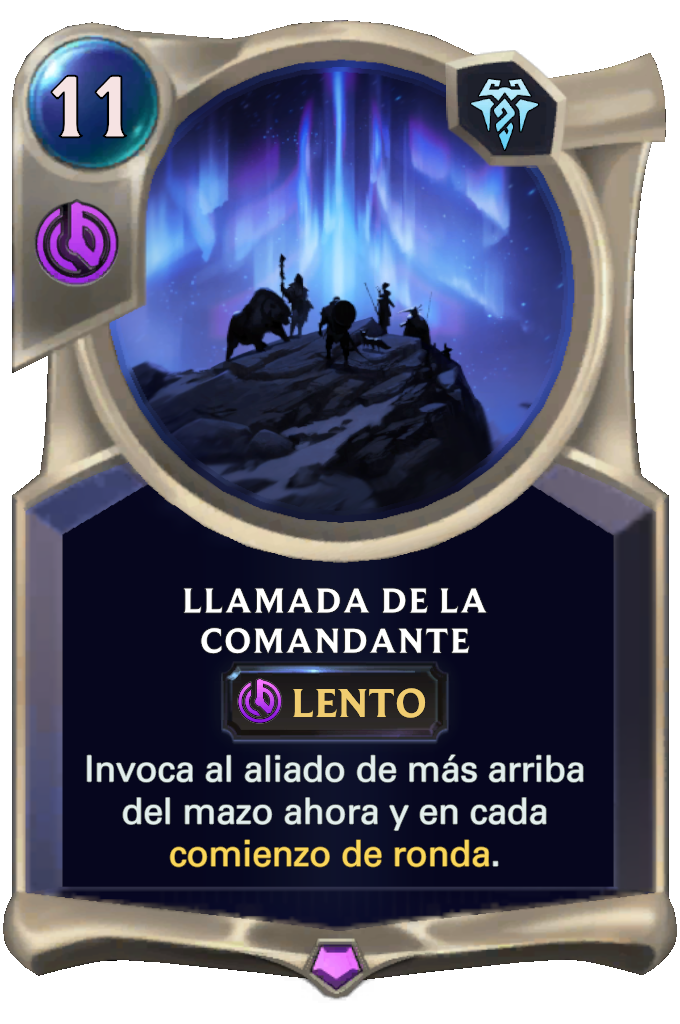 11
LLAMADA DE LA
COMANDANTE
LENTO
Invoca al aliado de más arriba
del mazo ahora y en cada
comienzo de ronda.